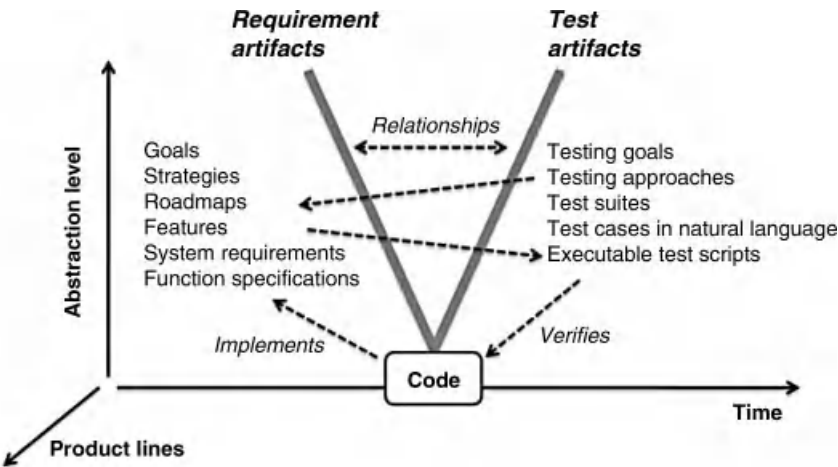 Requirement
artifacts
Test
artifacts
Relationships
Abstraction level
Goals
Strategies
Roadmaps
Features
System requirements
Function specifications
Testing goals
Testing approaches
Test suites
Test cases in natural language
Executable test scripts
Implements
Verifies
Code
Time
Product lines